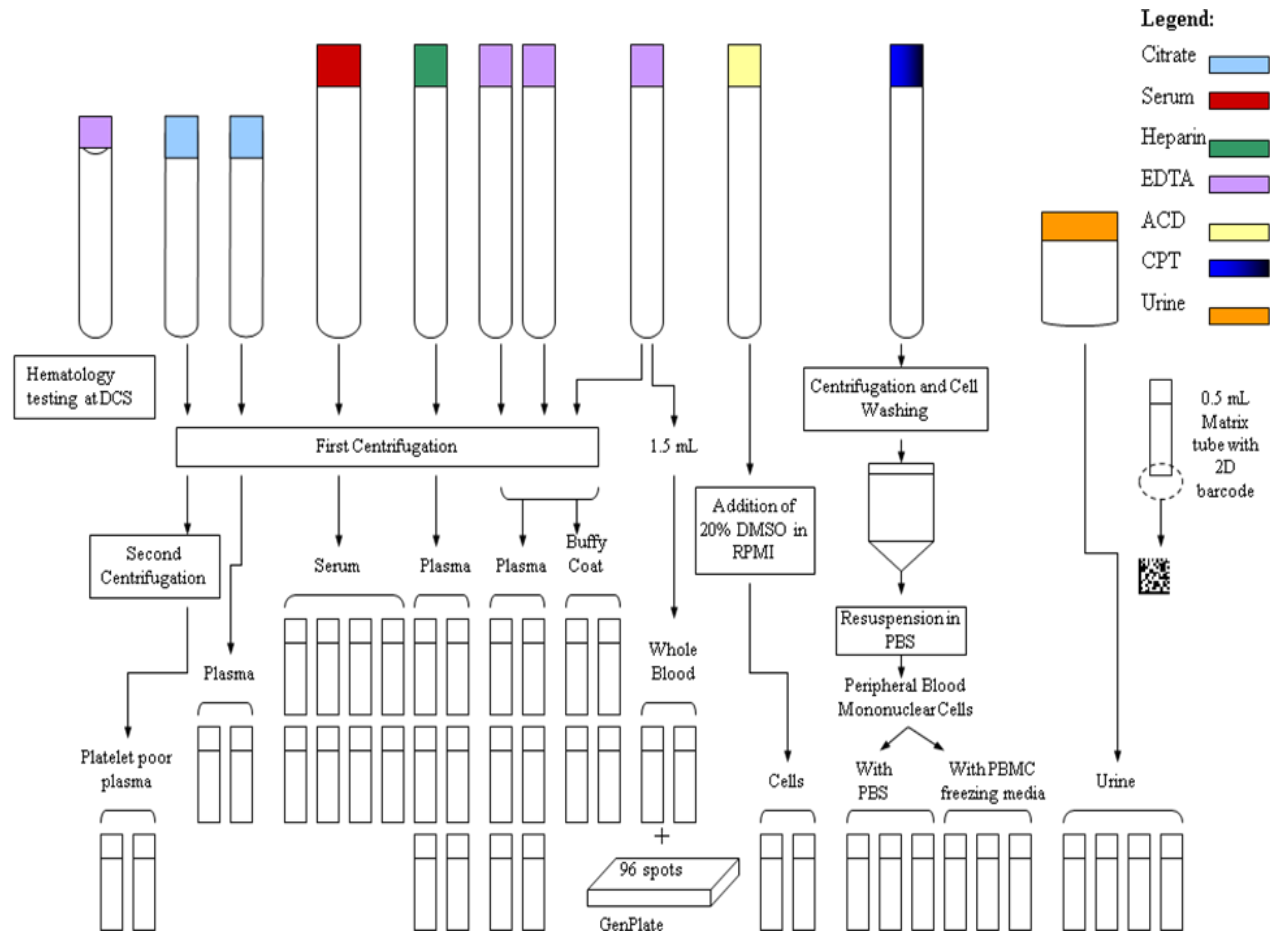 Legend:
Citrate
Serum
Heparin
EDTA
ACD
CPT
Urine
Hematology
testing at DCS
Centrifugation and Cell
Washing
0.5 mL
Matrix
tube with
2D
barcode
First Centrifugation
1.5 mL
Addition of
20% DMSO in
RPMI
Second
Centrifugation
Serum
Plasma
Plasma
Buffy
Coat
Resuspension in
PBS
Whole
Blood
Plasma
Peripheral Blood
Mononuclear Cells
Platelet poor
plasma
Cells
With
PBS
With PBMC
freezing media
Urine
+
96 spots
GenPlate